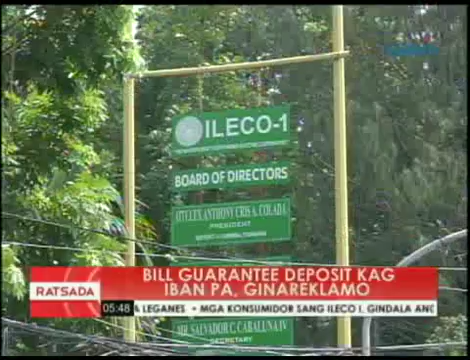 ILECO-1
BOARD OF DIRECTORS
ATTY. LEX ANTHONY CRIS A. COLADA
PRESIDENT
BILL GUARANTEE DEPOSIT KAG
IBAN PA, GINAREKLAMO
RATSADA
05:48
& LEGANES • MGA KONSUMIDOR SANG ILECO I, GINDALA ANG
MR. SALVADOR C. CABALUNA IV
SECRETARY